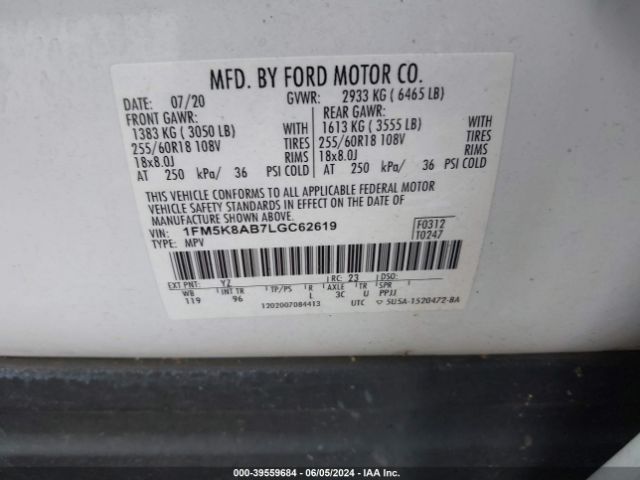 MFD. BY FORD MOTOR CO.
DATE: 07/20 GVWR: 2933 KG ( 6465 LB)
FRONT GAWR: REAR GAWR:
1383 KG ( 3050 LB) WITH 1613 KG ( 3555 LB) WITH
255/60R18 108V TIRES 255/60R18 108V TIRES
18x8.0J RIMS 18x8.0J RIMS
AT 250 kPa/ 36 PSI COLD AT 250 kPa/ 36 PSI COLD
THIS VEHICLE CONFORMS TO ALL APPLICABLE FEDERAL MOTOR
VEHICLE SAFETY STANDARDS IN EFFECT ON THE DATE OF
MANUFACTURE SHOWN ABOVE.
VIN: 1FM5K8AB7LGC62619 F0312
TYPE: MPV T0247
EXT PNT: YZ RC: 23 DSO:
WB INT TR TP/PS R AXLE TR SPR
119 96 L 3C U PPJJ
1202007084413 UTC 5U5A-1520472-BA
Stock No: 39559684 | 06/05/2024 | © IAA Inc.